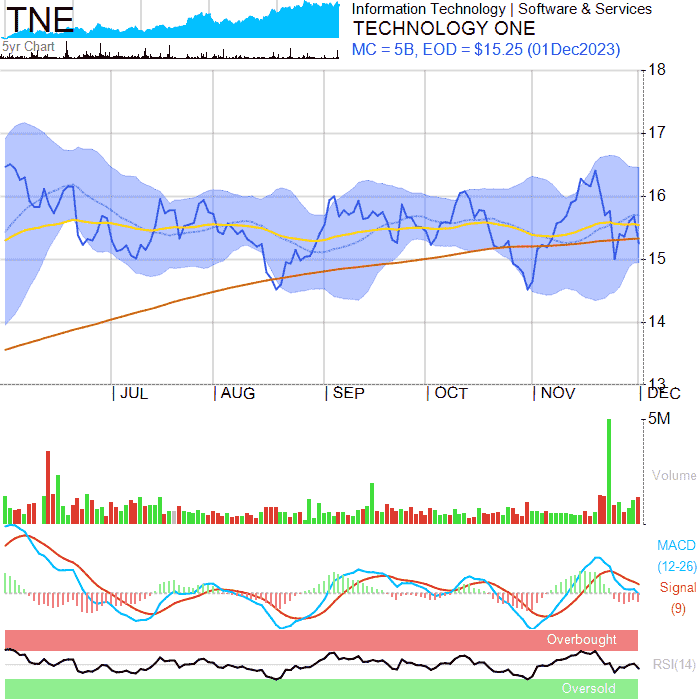 TNE
5yr Chart
Information Technology | Software & Services
TECHNOLOGY ONE
MC = 5B, EOD = $15.25 (01Dec2023)
18
17
16
15
14
13
| JUL | AUG | SEP | OCT | NOV | DEC
5M
Volume
MACD
(12-26)
Signal
(9)
Overbought
RSI(14)
Oversold